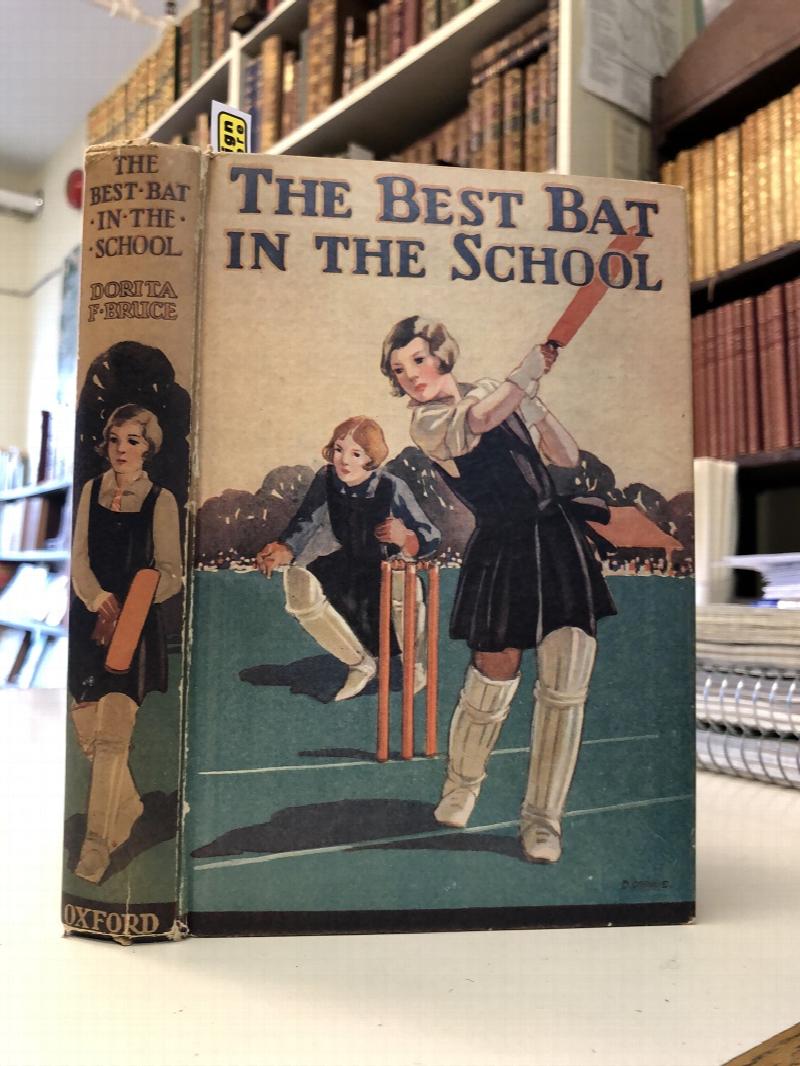 THE
BEST·BAT
·IN·THE·
·SCHOOL
DORITA
F·BRUCE
OXFORD
THE BEST BAT
IN THE SCHOOL